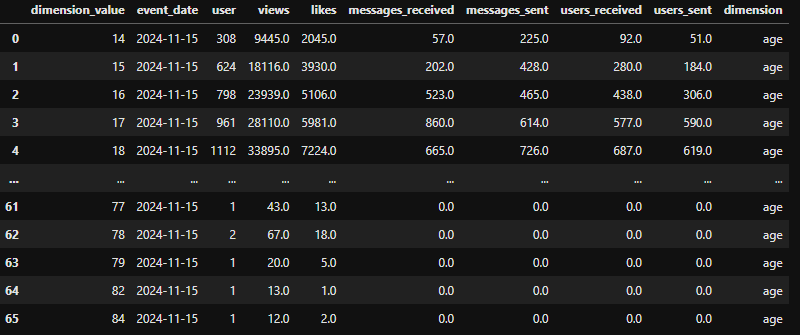 dimension_value event_date user views likes messages_received messages_sent users_received users_sent dimension
0 14 2024-11-15 308 9445.0 2045.0 57.0 225.0 92.0 51.0 age
1 15 2024-11-15 624 18116.0 3930.0 202.0 428.0 280.0 184.0 age
2 16 2024-11-15 798 23939.0 5106.0 523.0 465.0 438.0 306.0 age
3 17 2024-11-15 961 28110.0 5981.0 860.0 614.0 577.0 590.0 age
4 18 2024-11-15 1112 33895.0 7224.0 665.0 726.0 687.0 619.0 age
... ... ... ... ... ... ... ... ... ... ...
61 77 2024-11-15 1 43.0 13.0 0.0 0.0 0.0 0.0 age
62 78 2024-11-15 2 67.0 18.0 0.0 0.0 0.0 0.0 age
63 79 2024-11-15 1 20.0 5.0 0.0 0.0 0.0 0.0 age
64 82 2024-11-15 1 13.0 1.0 0.0 0.0 0.0 0.0 age
65 84 2024-11-15 1 12.0 2.0 0.0 0.0 0.0 0.0 age